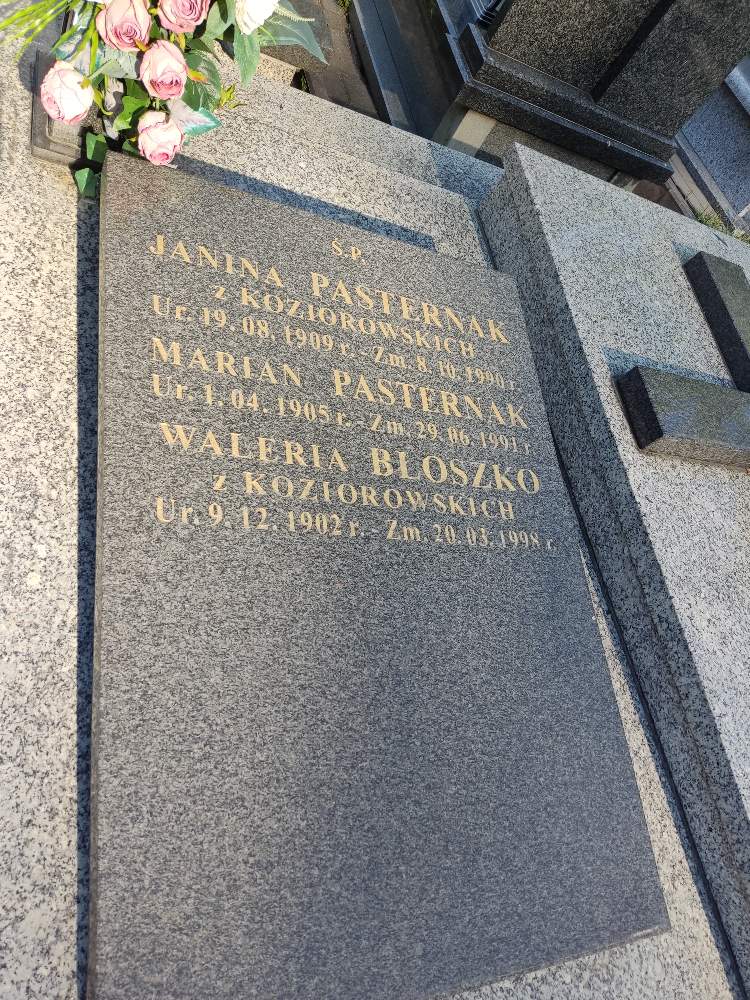 Ś.P.
JANINA PASTERNAK
z KOZIOROWSKICH
Ur. 19. 08. 1909 r. - Zm. 8. 10. 1990 r.
MARIAN PASTERNAK
Ur. 1. 04. 1905 r. - Zm. 29. 06. 1991 r.
WALERIA BŁOSZKO
z KOZIOROWSKICH
Ur. 9. 12. 1902 r. - Zm. 20. 03. 1998 r.